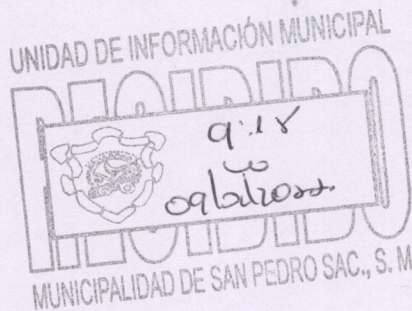 UNIDAD DE INFORMACIÓN MUNICIPAL
RECIBIDO
9:18
MUNICIPALIDAD DE SAN PEDRO SAC., S. M